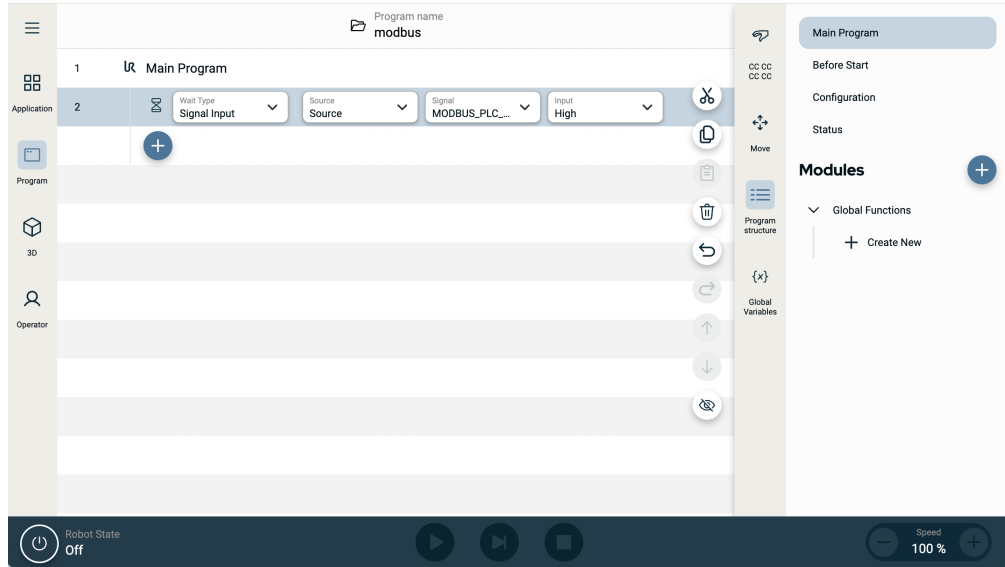 Program name
modbus
Application
Program
3D
Operator
1 UR Main Program
2
Wait Type
Signal Input
Source
Source
Signal
MODBUS_PLC_...
Input
High
CC CC
CC CC
Move
Program
structure
{x}
Global
Variables
Main Program
Before Start
Configuration
Status
Modules
Global Functions
Create New
Robot State
Off
Speed
100 %